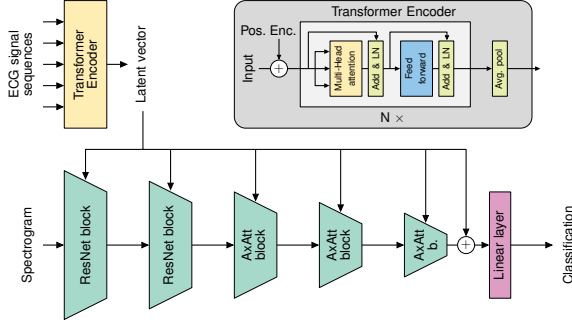 ECG signal
sequences
Transformer
Encoder
Latent vector
Transformer Encoder
Pos. Enc.
Input
+
Multi-Head
attention
Add & LN
Feed
forward
Add & LN
Avg. pool
N ×
Spectrogram
ResNet block
ResNet block
AxAtt
block
AxAtt
block
AxAtt
b.
+
Linear layer
Classification